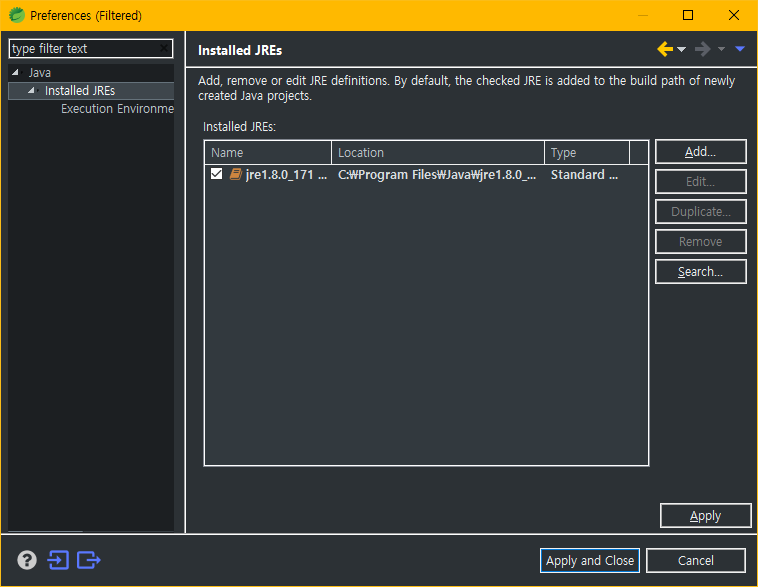 Preferences (Filtered)
type filter text
Java
Installed JREs
Execution Environme
Installed JREs
Add, remove or edit JRE definitions. By default, the checked JRE is added to the build path of newly
created Java projects.
Installed JREs:
Name Location Type
jre1.8.0_171 ... C:₩Program Files₩Java₩jre1.8.0_... Standard ...
Add...
Edit...
Duplicate...
Remove
Search...
Apply
?
Apply and Close Cancel